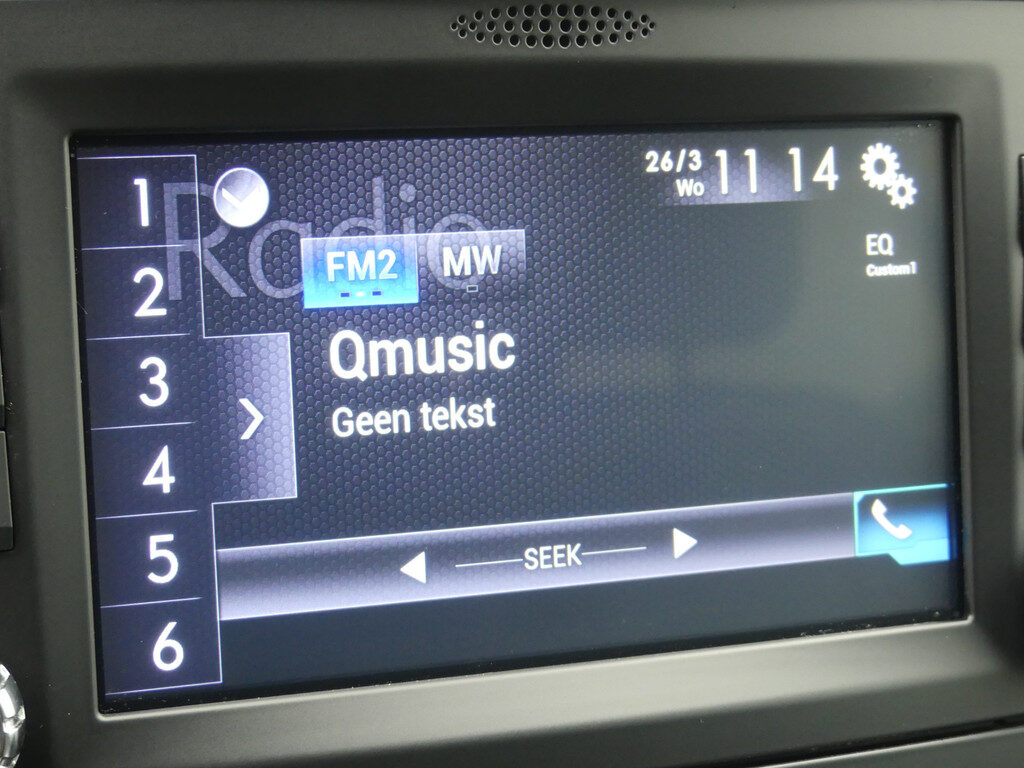 Radio
26/3
Wo
11 14
FM2
MW
EQ
Custom1
Qmusic
Geen tekst
1
2
3
4
5
6
SEEK